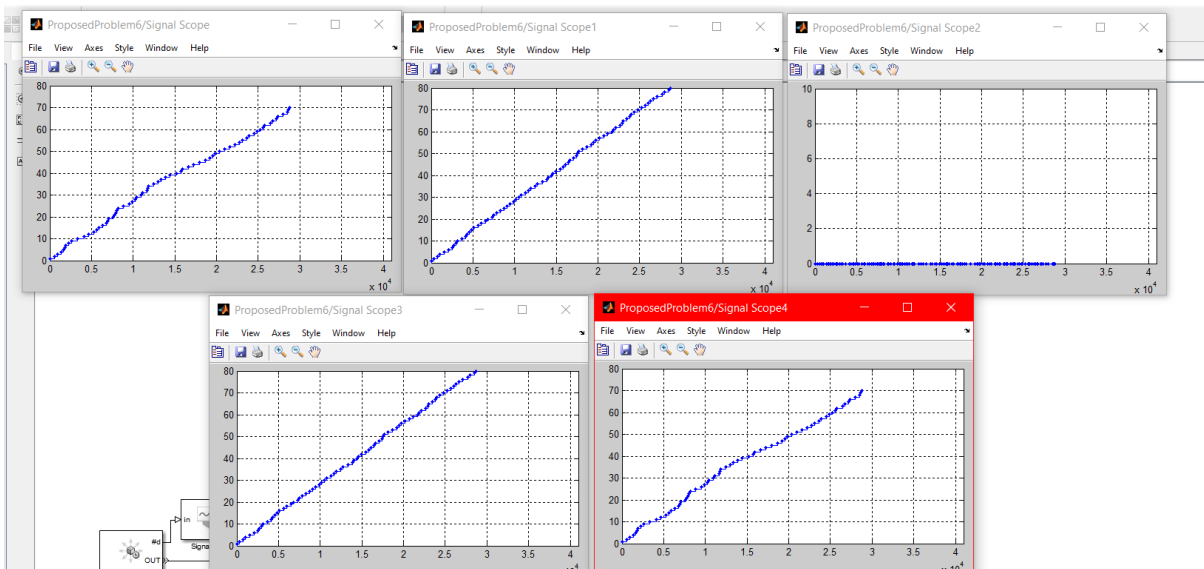 ProposedProblem6/Signal Scope
File View Axes Style Window Help
80
70
60
50
40
30
20
10
0
0 0.5 1 1.5 2 2.5 3 3.5 4
x 10^4
ProposedProblem6/Signal Scope1
File View Axes Style Window Help
80
70
60
50
40
30
20
10
0
0 0.5 1 1.5 2 2.5 3 3.5 4
x 10^4
ProposedProblem6/Signal Scope2
File View Axes Style Window Help
10
8
6
4
2
0
0 0.5 1 1.5 2 2.5 3 3.5 4
x 10^4
ProposedProblem6/Signal Scope3
File View Axes Style Window Help
80
70
60
50
40
30
20
10
0
0 0.5 1 1.5 2 2.5 3 3.5 4
ProposedProblem6/Signal Scope4
File View Axes Style Window Help
80
70
60
50
40
30
20
10
0
0 0.5 1 1.5 2 2.5 3 3.5 4
in
Signa
#d
OUT